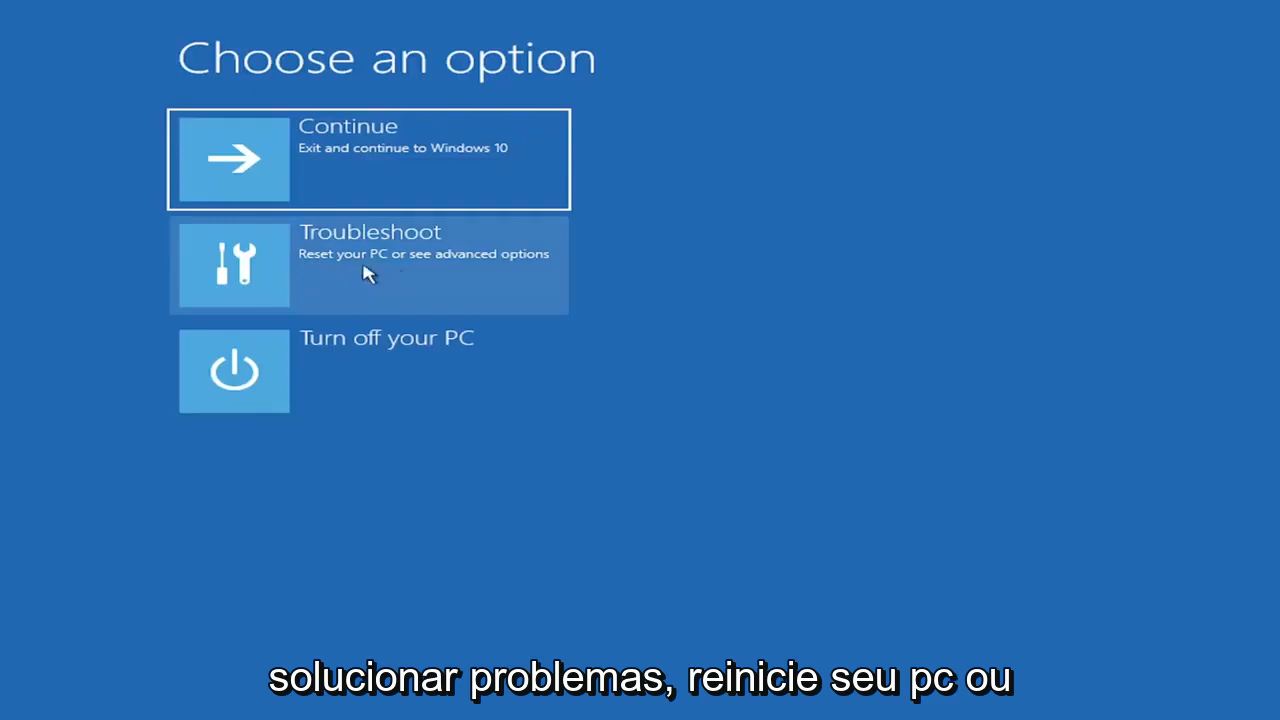 Choose an option
Continue
Exit and continue to Windows 10
Troubleshoot
Reset your PC or see advanced options
Turn off your PC
solucionar problemas, reinicie seu pc ou